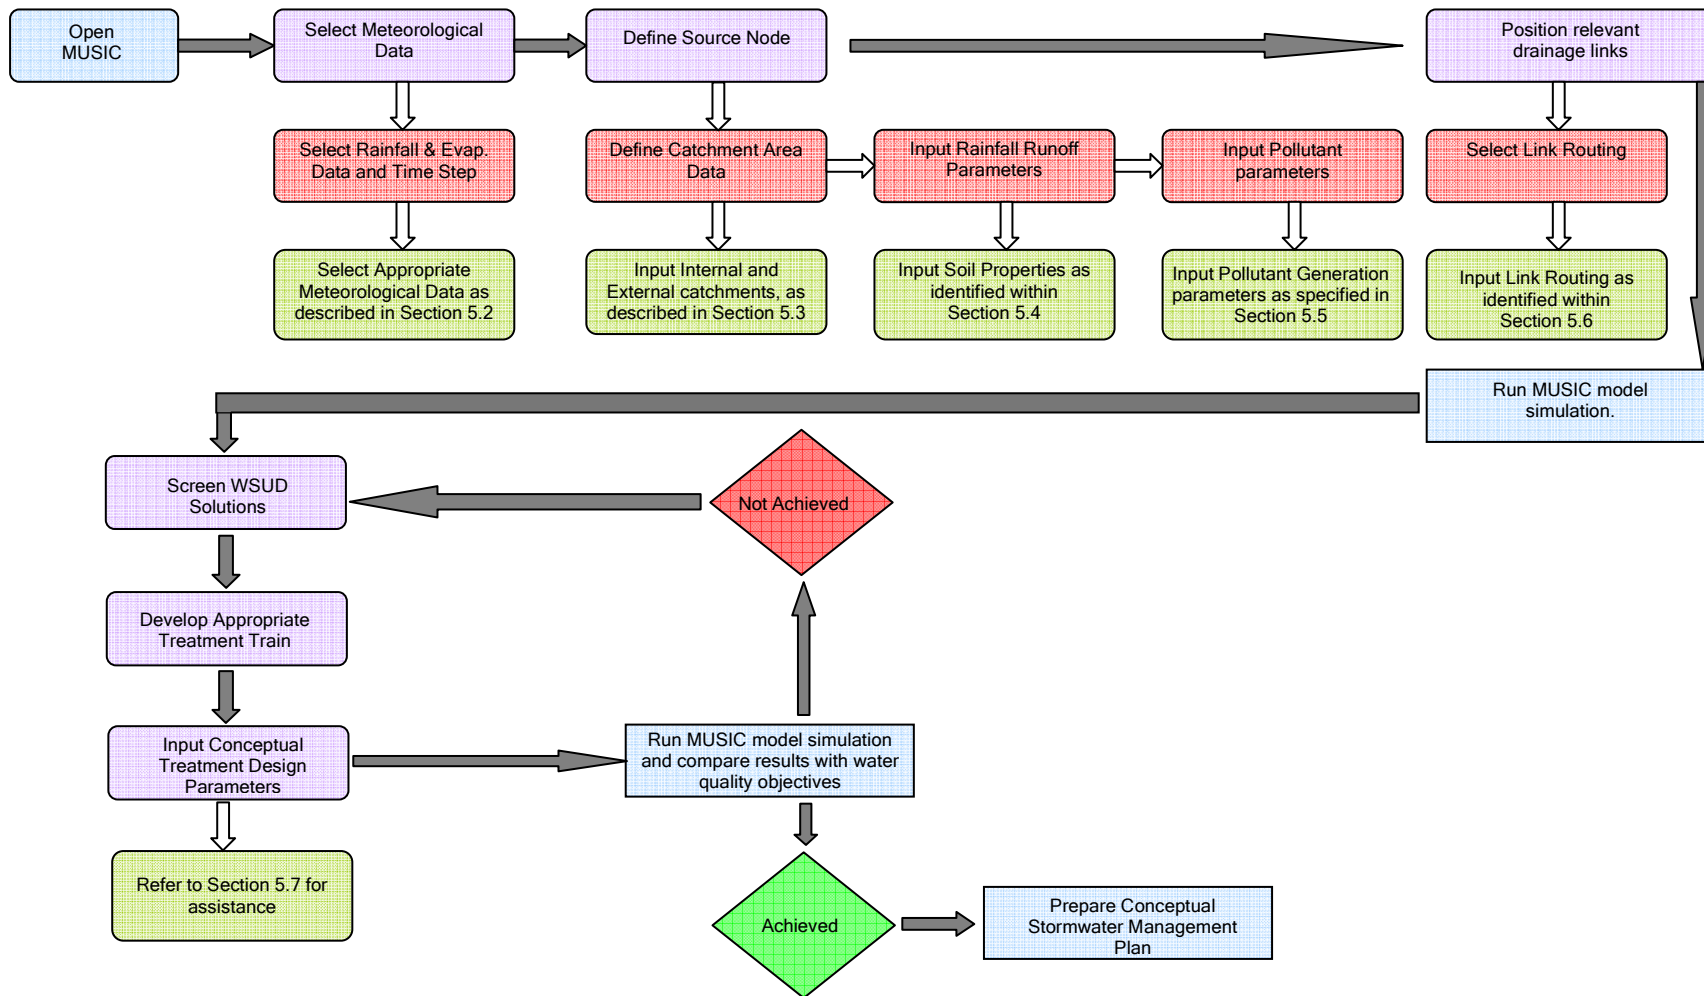 Open
MUSIC
Select Meteorological
Data
Define Source Node
Position relevant
drainage links
Select Rainfall & Evap.
Data and Time Step
Define Catchment Area
Data
Input Rainfall Runoff
Parameters
Input Pollutant
parameters
Select Link Routing
Select Appropriate
Meteorological Data as
described in Section 5.2
Input Internal and
External catchments, as
described in Section 5.3
Input Soil Properties as
identified within
Section 5.4
Input Pollutant Generation
parameters as specified in
Section 5.5
Input Link Routing as
identified within
Section 5.6
Run MUSIC model
simulation.
Screen WSUD
Solutions
Not Achieved
Develop Appropriate
Treatment Train
Input Conceptual
Treatment Design
Parameters
Run MUSIC model simulation
and compare results with water
quality objectives
Refer to Section 5.7 for
assistance
Achieved
Prepare Conceptual
Stormwater Management
Plan